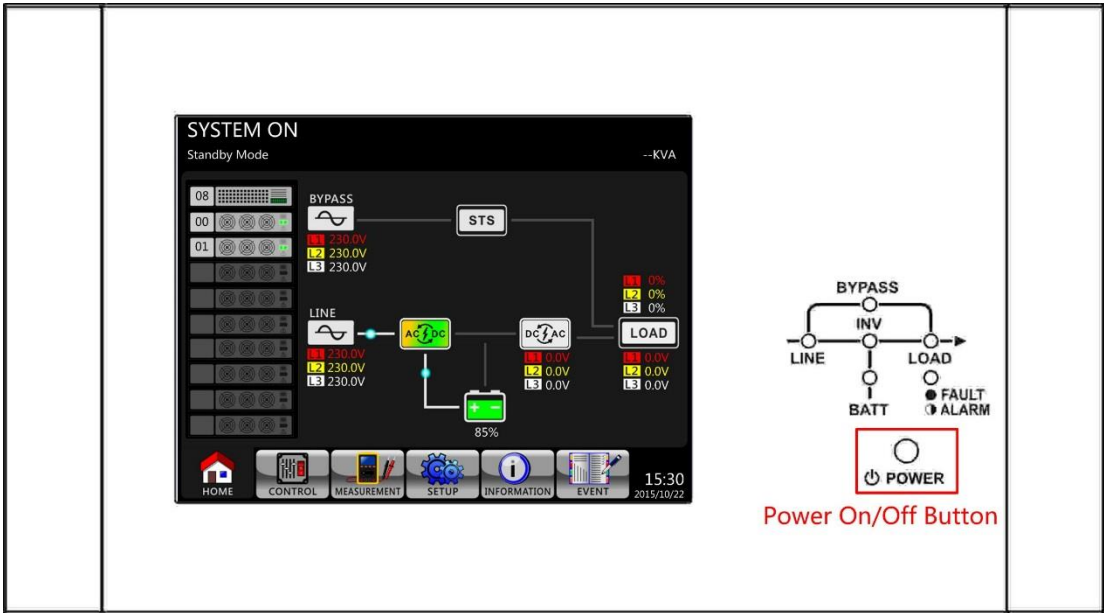 SYSTEM ON
Standby Mode
--KVA
08
00
01
BYPASS
L1 230.0V
L2 230.0V
L3 230.0V
STS
LINE
L1 230.0V
L2 230.0V
L3 230.0V
AC DC
DC AC
L1 0.0V
L2 0.0V
L3 0.0V
L1 0%
L2 0%
L3 0%
LOAD
L1 0.0V
L2 0.0V
L3 0.0V
+ -
85%
HOME
CONTROL
MEASUREMENT
SETUP
INFORMATION
EVENT
15:30
2015/10/22
BYPASS
INV
LINE
LOAD
BATT
FAULT
ALARM
POWER
Power On/Off Button